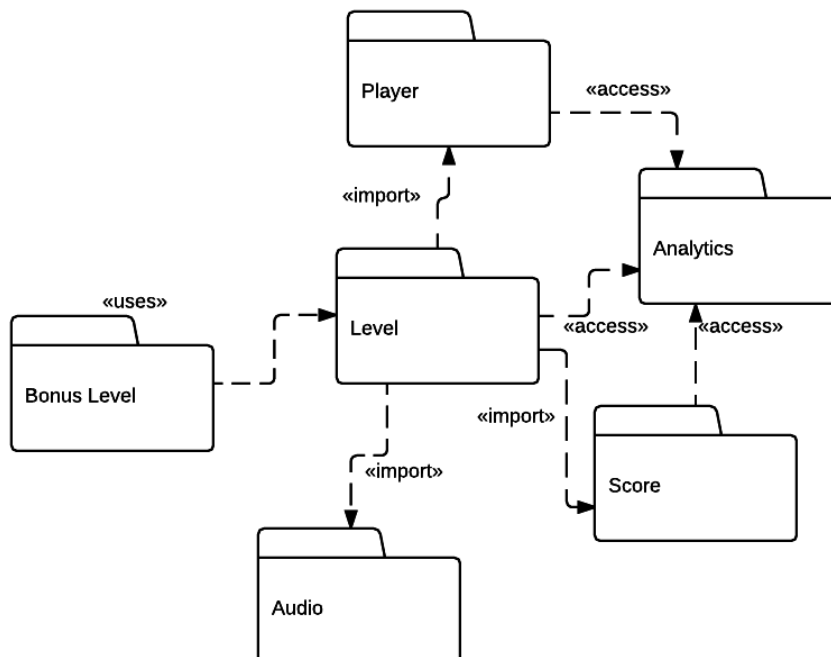 Player
«access»
«import»
Analytics
«uses»
Level
«access»
«access»
Bonus Level
«import»
«import»
Score
Audio